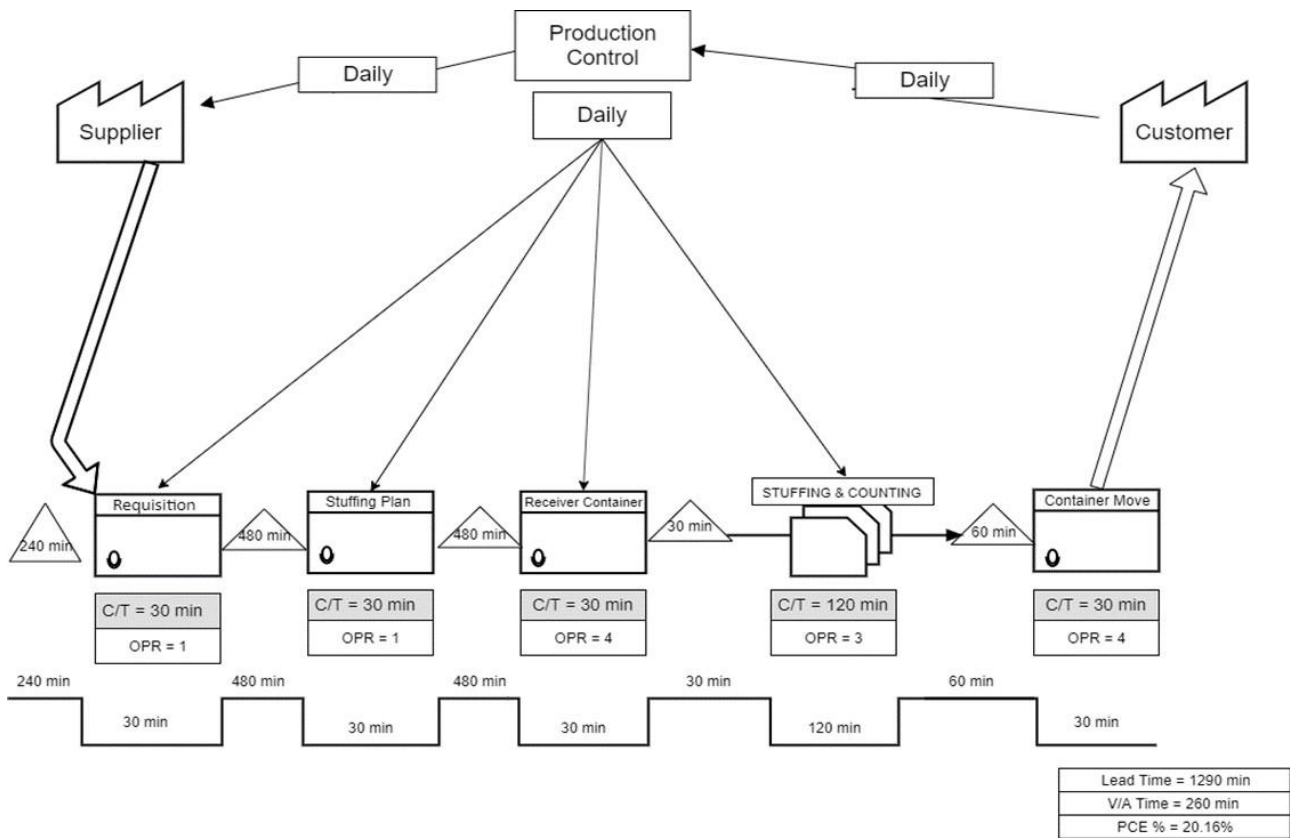 Production
Control
Daily
Daily
Daily
Supplier
Customer
Requisition
Stuffing Plan
Receiver Container
STUFFING & COUNTING
Container Move
240 min
480 min
480 min
30 min
60 min
C/T = 30 min
C/T = 30 min
C/T = 30 min
C/T = 120 min
C/T = 30 min
OPR = 1
OPR = 1
OPR = 4
OPR = 3
OPR = 4
240 min
480 min
480 min
30 min
60 min
30 min
30 min
30 min
120 min
30 min
Lead Time = 1290 min
V/A Time = 260 min
PCE % = 20.16%